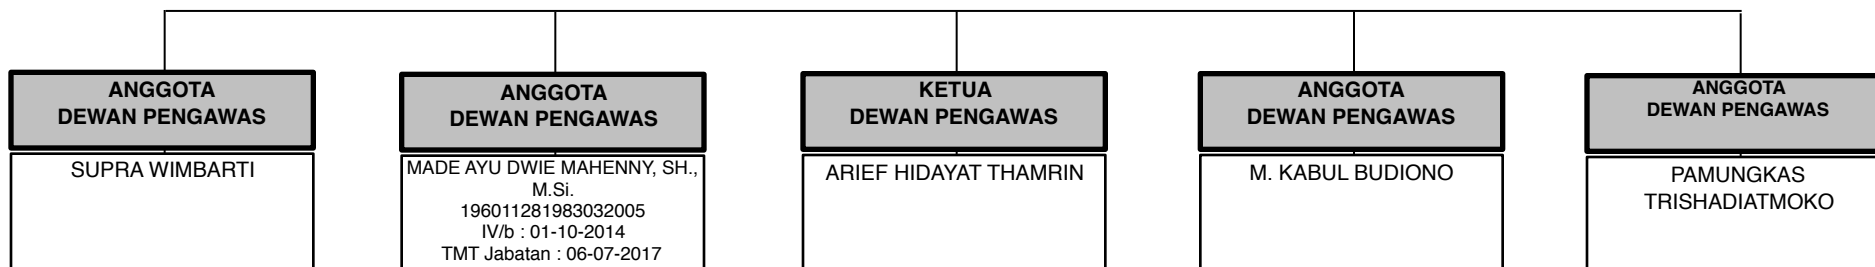 ANGGOTA
DEWAN PENGAWAS
SUPRA WIMBARTI
ANGGOTA
DEWAN PENGAWAS
MADE AYU DWIE MAHENNY, SH.,
M.Si.
196011281983032005
IV/b : 01-10-2014
TMT Jabatan : 06-07-2017
KETUA
DEWAN PENGAWAS
ARIEF HIDAYAT THAMRIN
ANGGOTA
DEWAN PENGAWAS
M. KABUL BUDIONO
ANGGOTA
DEWAN PENGAWAS
PAMUNGKAS
TRISHADIATMOKO